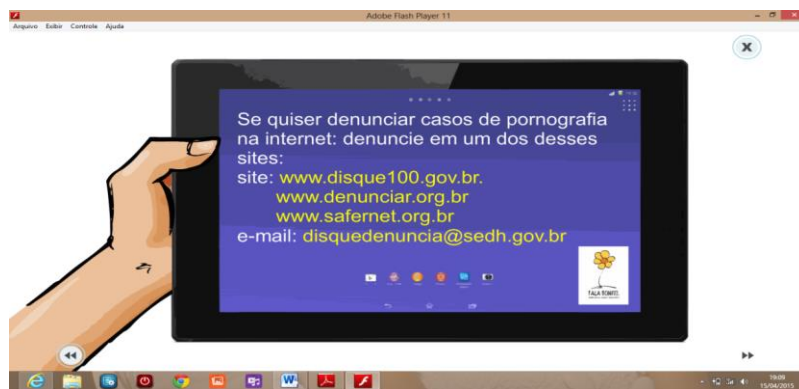 Adobe Flash Player 11
Arquivo Exibir Controle Ajuda
X
Se quiser denunciar casos de pornografia
na internet: denuncie em um dos desses
sites:
site: www.disque100.gov.br.
www.denunciar.org.br
www.safernet.org.br
e-mail: disquedenuncia@sedh.gov.br
19:09
15/04/2015